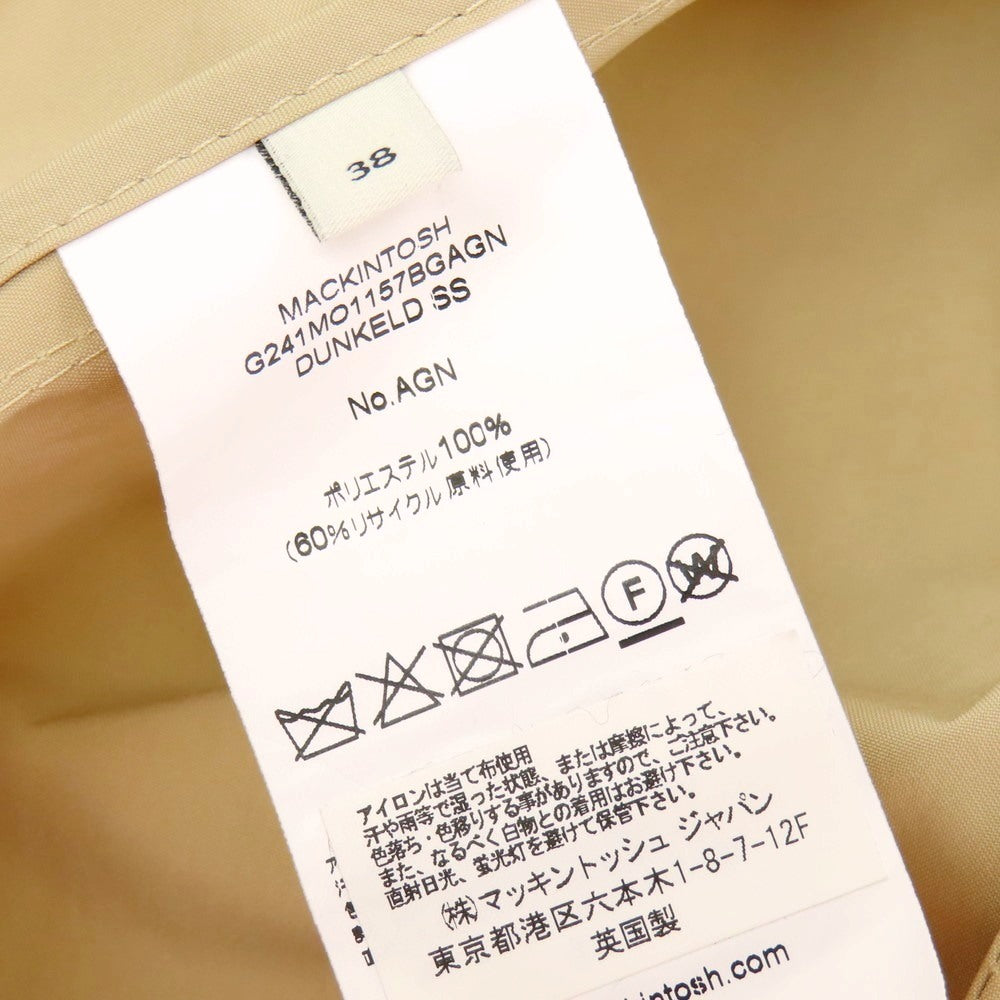 38
MACKINTOSH
G241MO1157BGAGN
DUNKELD SS
No.AGN
ポリエステル100%
(60%リサイクル原料使用)
F
W
アイロンは当て布使用
汗や雨等で湿った状態、または摩擦によって、
色落ち・色移りする事がありますので、ご注意下さい。
また、なるべく白物との着用はお避け下さい。
直射日光、蛍光灯を避けて保管下さい。
(株)マッキントッシュ ジャパン
東京都港区六本木1-8-7-12F
英国製
kintosh.com